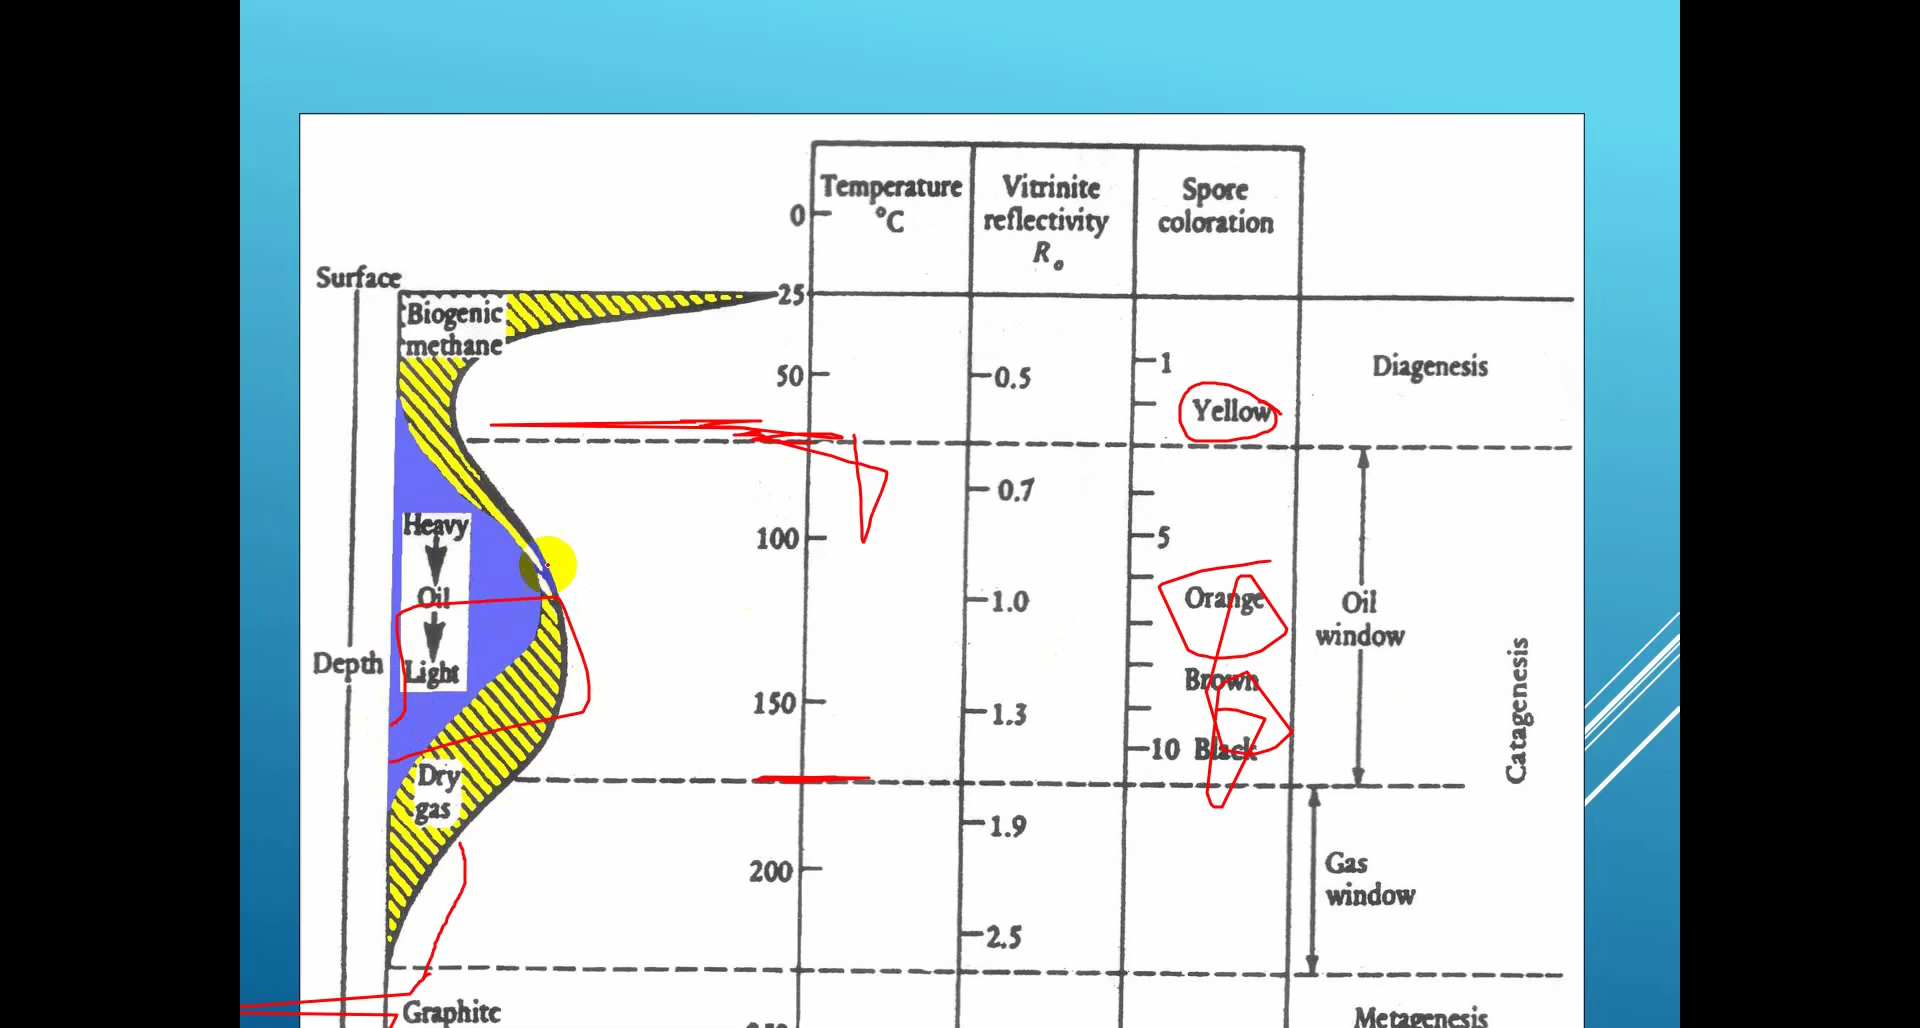 Temperature
°C
Vitrinite
reflectivity
Ro
Spore
coloration
0
Surface
25
Biogenic
methane
50
0.5
1
Diagenesis
Yellow
0.7
Heavy
100
5
Oil
1.0
Orange
Oil
window
Depth
Light
Brown
Catagenesis
150
1.3
10
Black
Dry
gas
1.9
200
Gas
window
2.5
Graphite
Metagenesis